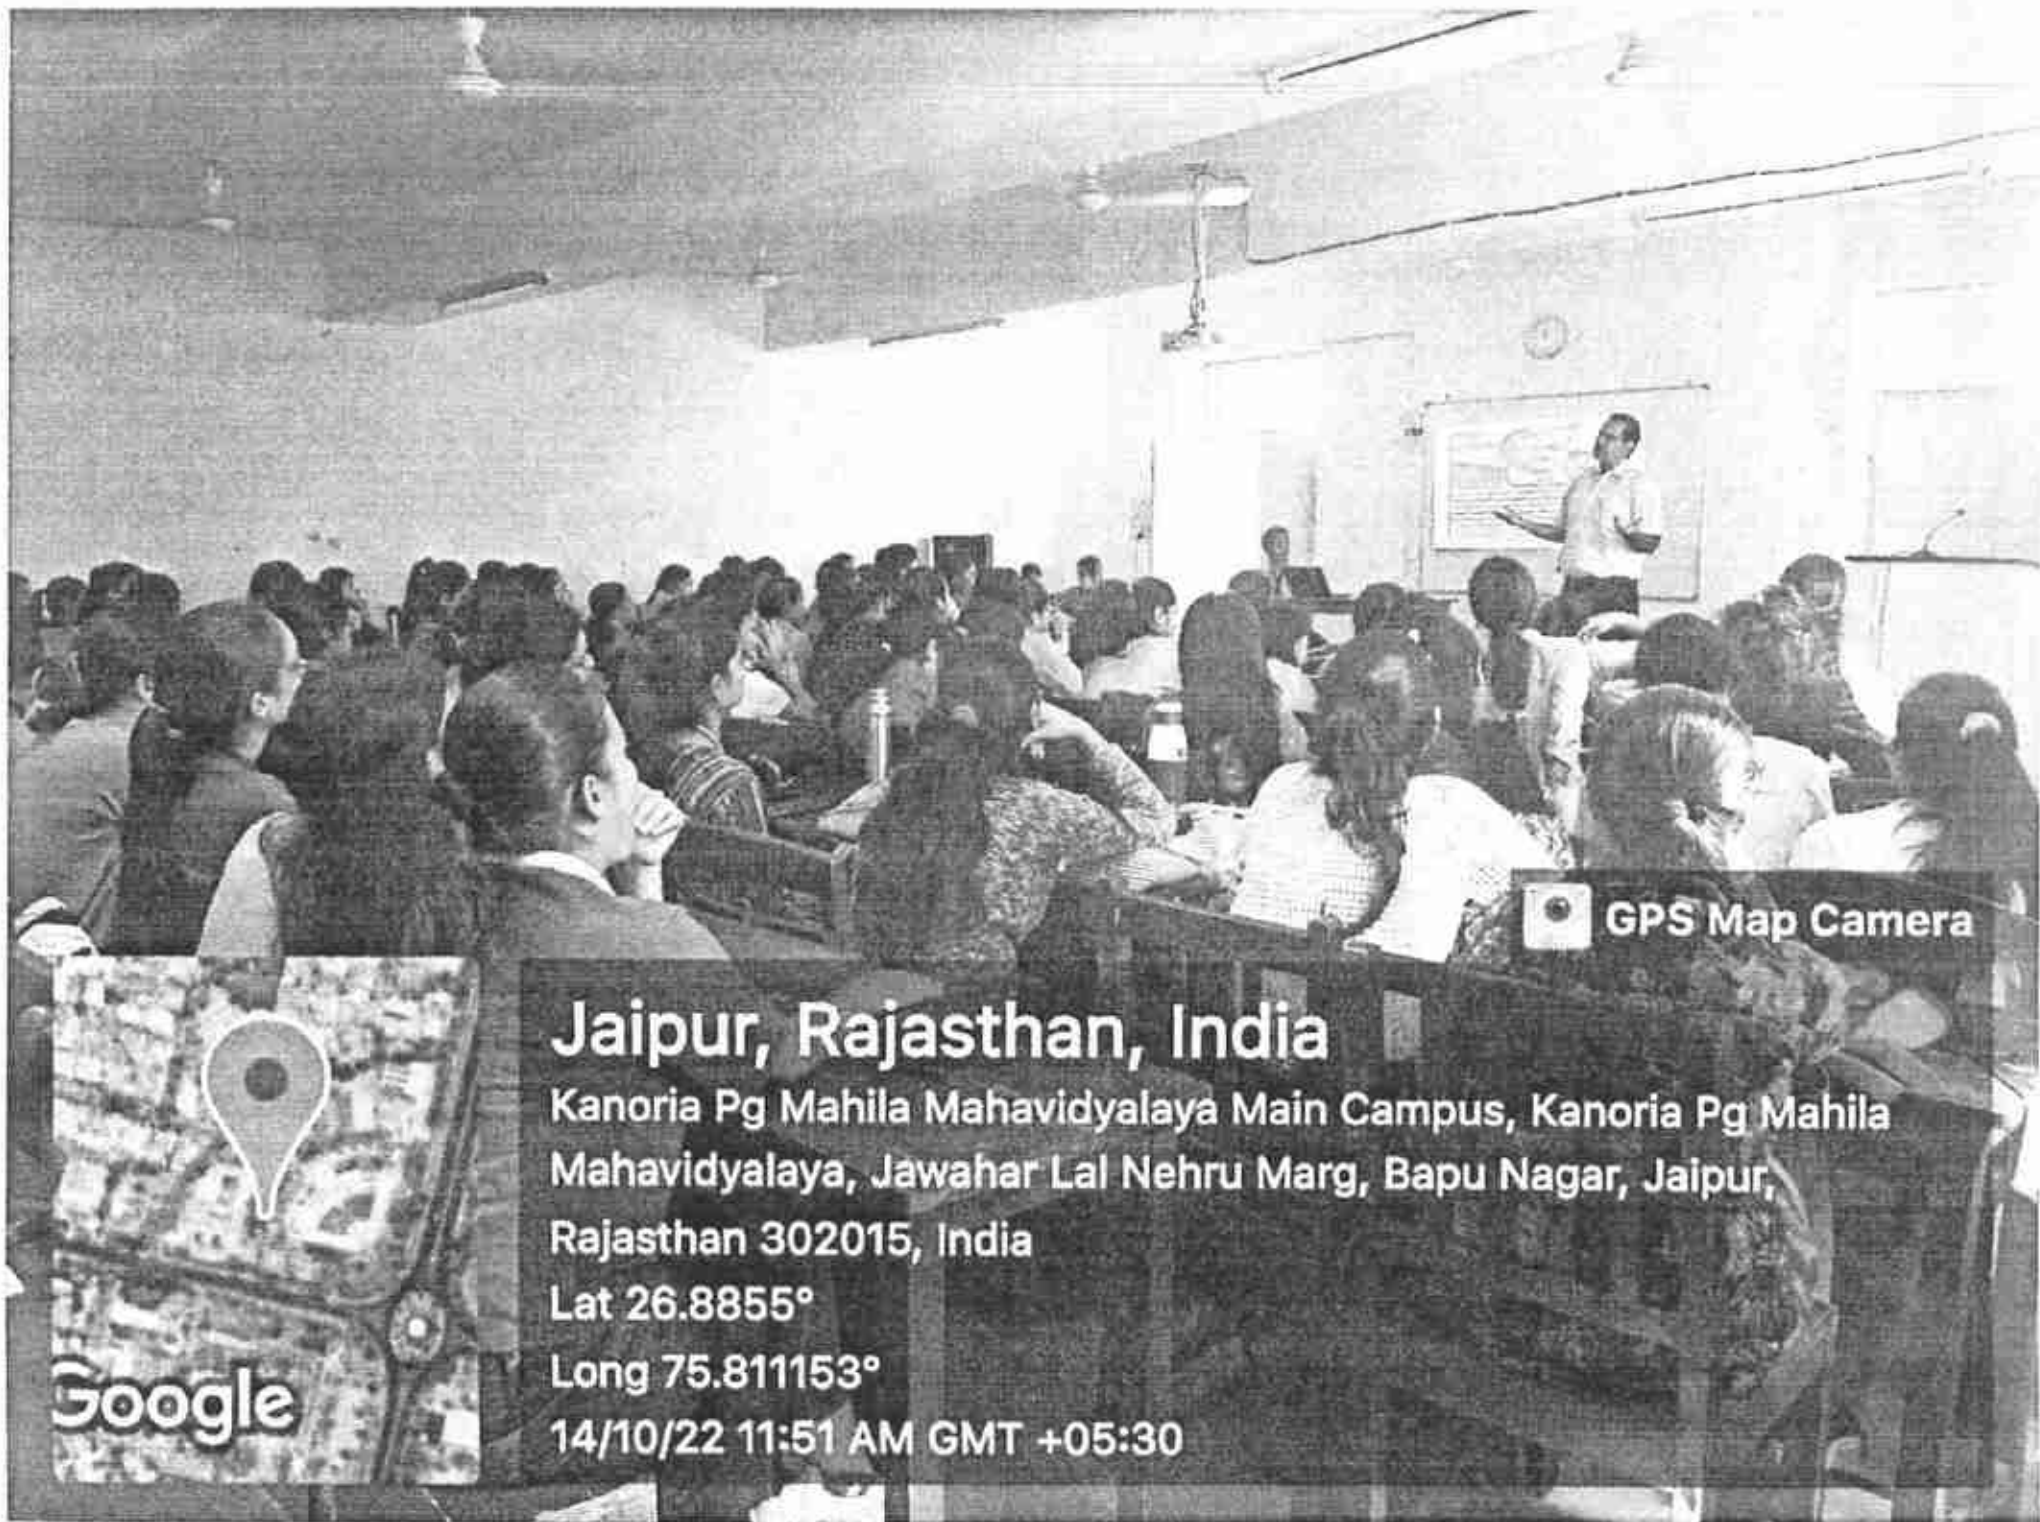 GPS Map Camera
Jaipur, Rajasthan, India
Kanoria Pg Mahila Mahavidyalaya Main Campus, Kanoria Pg Mahila
Mahavidyalaya, Jawahar Lal Nehru Marg, Bapu Nagar, Jaipur,
Rajasthan 302015, India
Lat 26.8855°
Long 75.811153°
14/10/22 11:51 AM GMT +05:30
Google